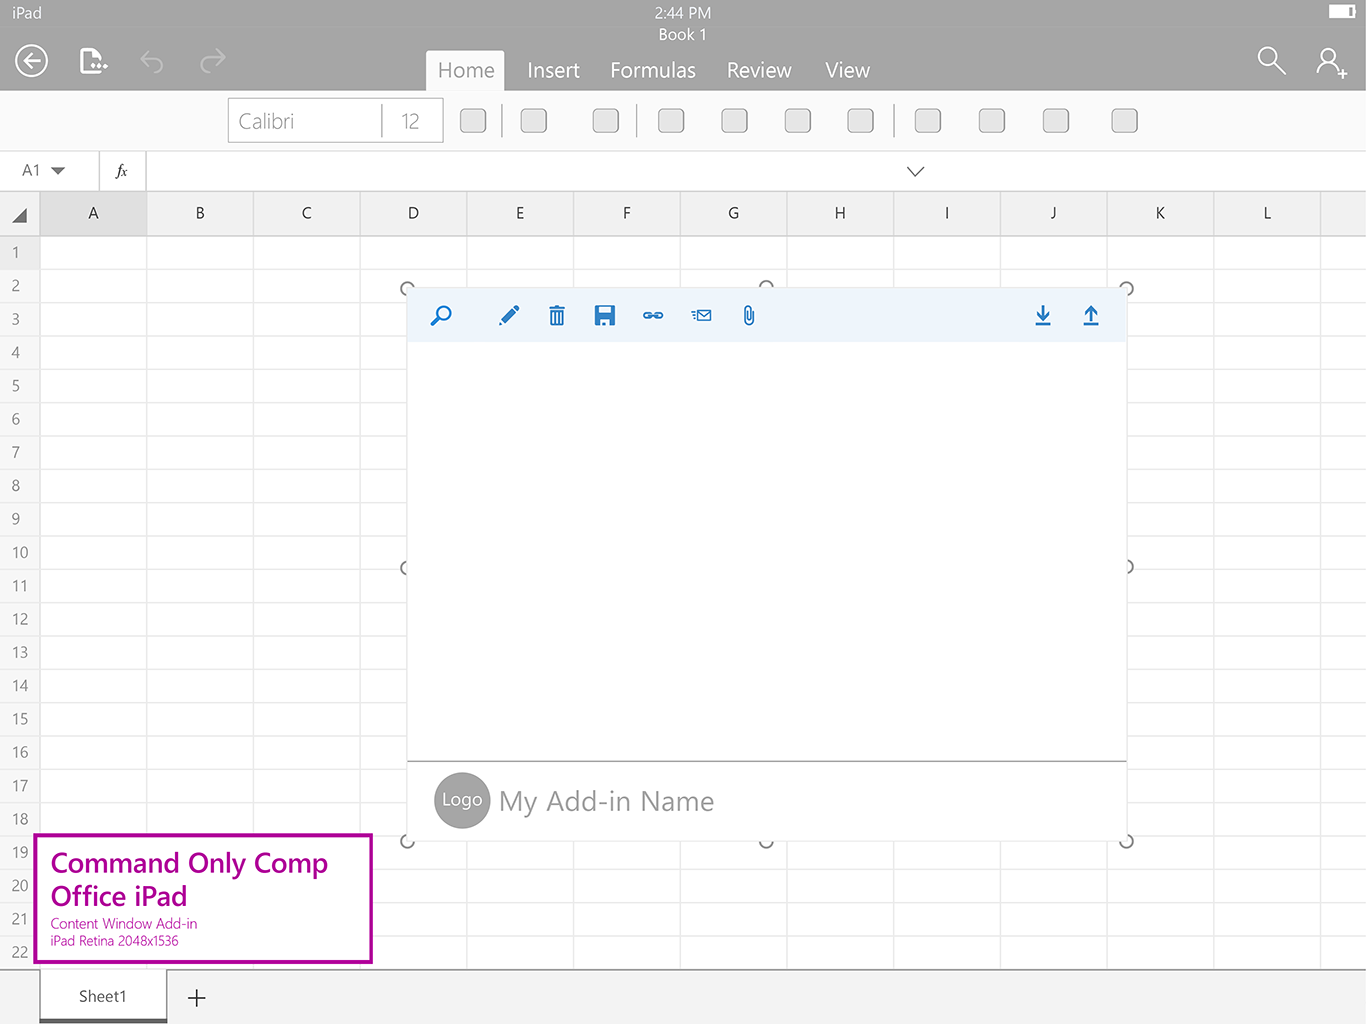 iPad
2:44 PM
Book 1
Home Insert Formulas Review View
Calibri 12
A1 fx
A B C D E F G H I J K L
1
2
3
4
5
6
7
8
9
10
11
12
13
14
15
16
17
Logo My Add-in Name
18
19
20
21
22
Command Only Comp
Office iPad
Content Window Add-in
iPad Retina 2048x1536
Sheet1